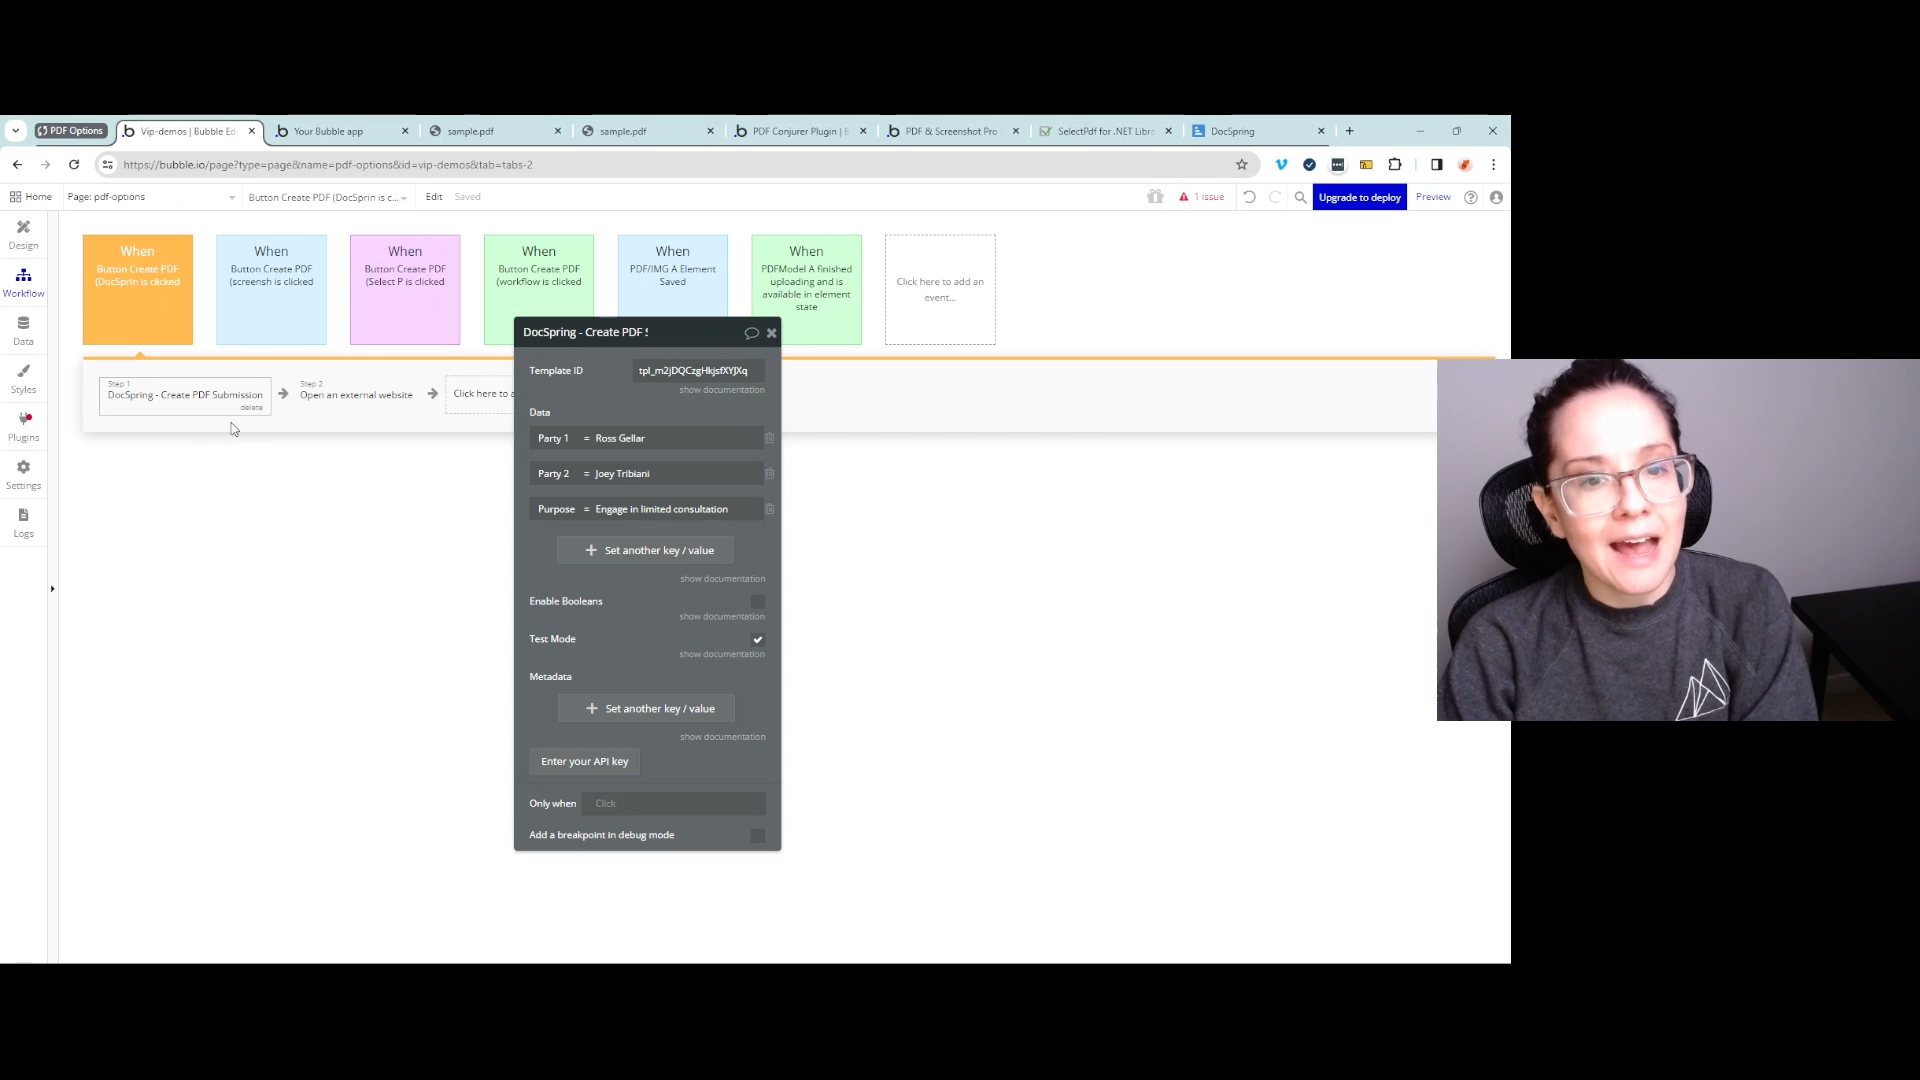 PDF Options
Vip-demos | Bubble Ed
Your Bubble app
sample.pdf
sample.pdf
PDF Conjurer Plugin | B
PDF & Screenshot Pro
SelectPdf for .NET Libra
DocSpring
https://bubble.io/page?type=page&name=pdf-options&id=vip-demos&tab=tabs-2
Home
Page: pdf-options
Button Create PDF (DocSprin is c...
Edit
Saved
1 issue
Upgrade to deploy
Preview
Design
Workflow
Data
Styles
Plugins
Settings
Logs
When
Button Create PDF
(DocSprin is clicked
When
Button Create PDF
(screensh is clicked
When
Button Create PDF
(Select P is clicked
When
Button Create PDF
(workflow is clicked
When
PDF/IMG A Element
Saved
When
PDFModel A finished
uploading and is
available in element
state
Click here to add an
event...
Step 1
DocSpring - Create PDF Submission
delete
Step 2
Open an external website
Click here to a
DocSpring - Create PDF S
Template ID
tpl_m2jDQCzgHkjsfXYJXq
show documentation
Data
Party 1 = Ross Gellar
Party 2 = Joey Tribiani
Purpose = Engage in limited consultation
Set another key / value
show documentation
Enable Booleans
show documentation
Test Mode
show documentation
Metadata
Set another key / value
show documentation
Enter your API key
Only when
Click
Add a breakpoint in debug mode